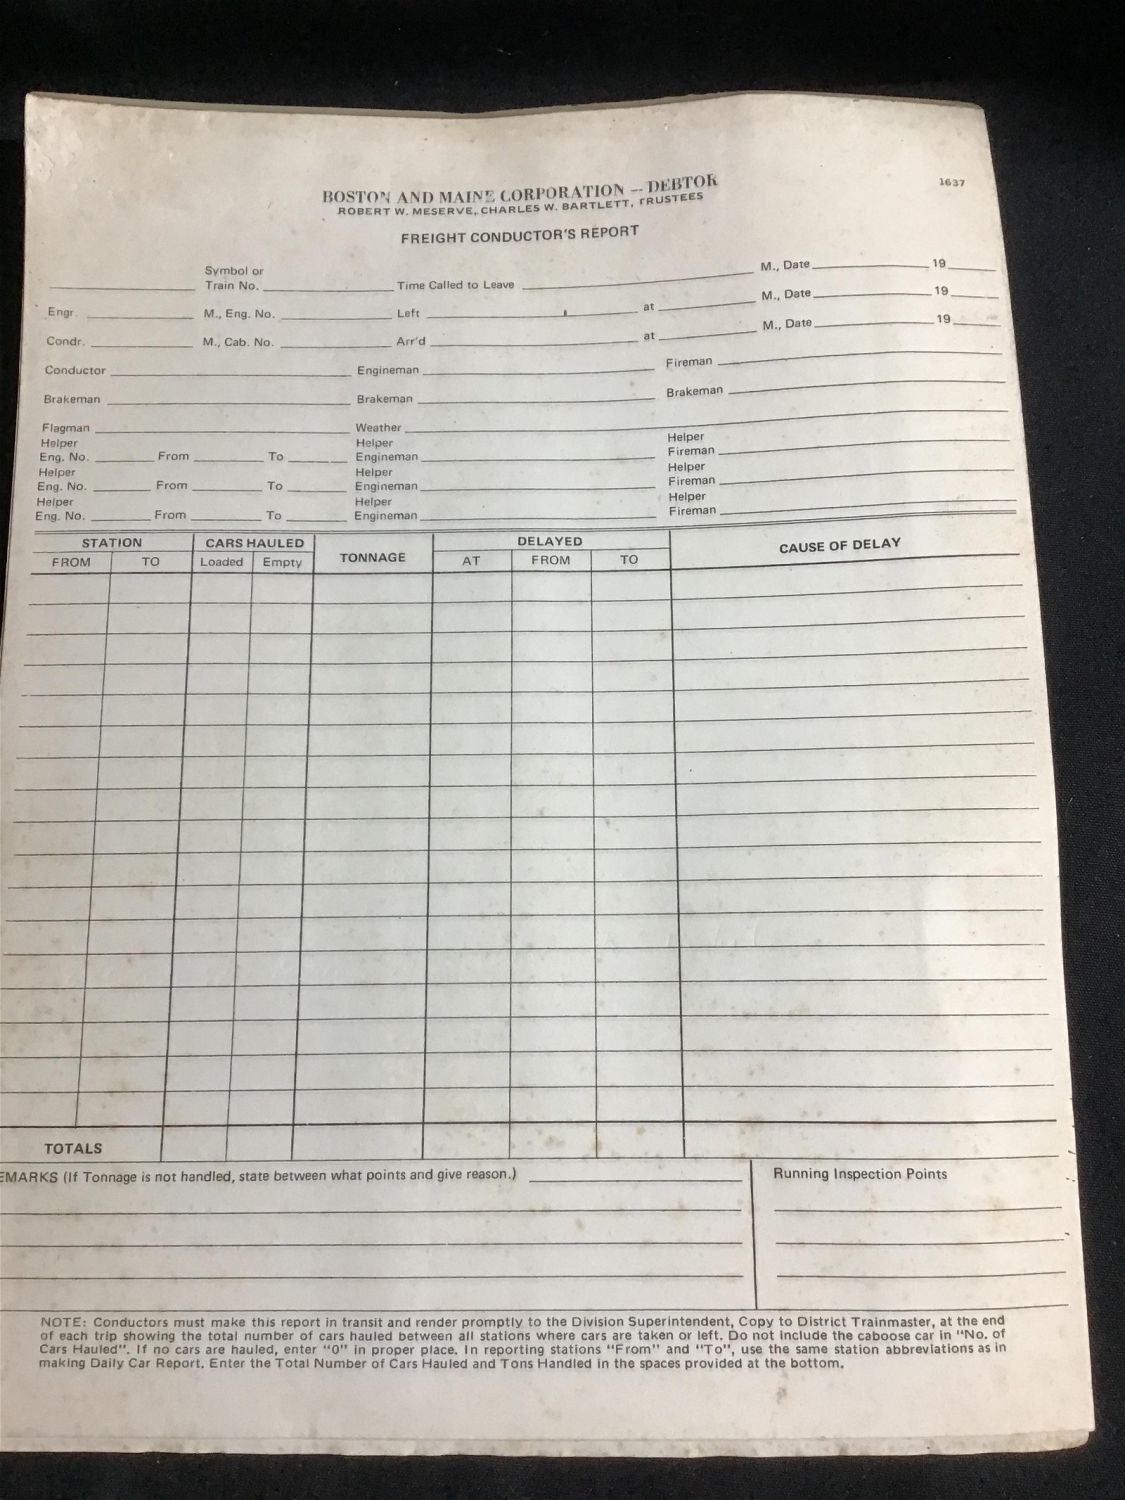 1637
BOSTON AND MAINE CORPORATION — DEBTOR
ROBERT W. MESERVE, CHARLES W. BARTLETT, TRUSTEES
FREIGHT CONDUCTOR'S REPORT
Symbol or
Train No. Time Called to Leave M., Date 19
Engr. M., Eng. No. Left at M., Date 19
Condr. M., Cab. No. Arr'd at M., Date 19
Conductor Engineman Fireman
Brakeman Brakeman Brakeman
Flagman Weather
Helper Helper Helper
Eng. No. From To Engineman Fireman
Helper Helper Helper
Eng. No. From To Engineman Fireman
Helper Helper Helper
Eng. No. From To Engineman Fireman
STATION CARS HAULED TONNAGE DELAYED CAUSE OF DELAY
FROM TO Loaded Empty AT FROM TO
TOTALS
EMARKS (If Tonnage is not handled, state between what points and give reason.) Running Inspection Points
NOTE: Conductors must make this report in transit and render promptly to the Division Superintendent, Copy to District Trainmaster, at the end
of each trip showing the total number of cars hauled between all stations where cars are taken or left. Do not include the caboose car in "No. of
Cars Hauled". If no cars are hauled, enter "0" in proper place. In reporting stations "From" and "To", use the same station abbreviations as in
making Daily Car Report. Enter the Total Number of Cars Hauled and Tons Handled in the spaces provided at the bottom.